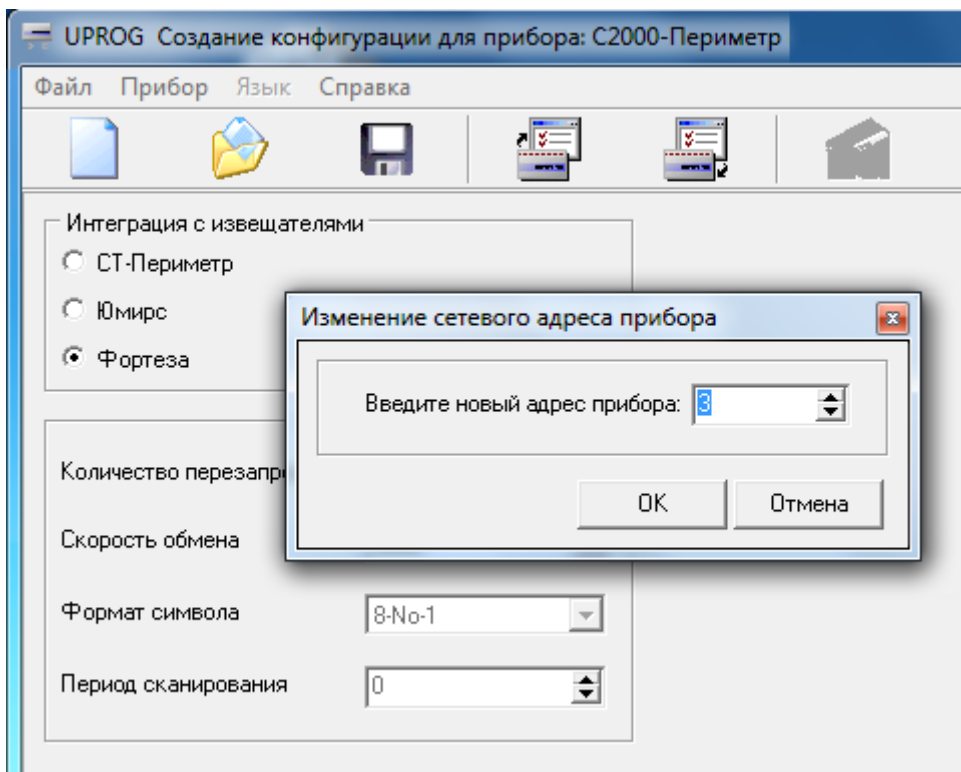 UPROG Создание конфигурации для прибора: С2000-Периметр
Файл Прибор Язык Справка
Интеграция с извещателями
СТ-Периметр
Юмирс
Фортеза
Изменение сетевого адреса прибора
Введите новый адрес прибора: 3
OK Отмена
Количество
Скорость обмена
Формат символа 8-No-1
Период сканирования 0